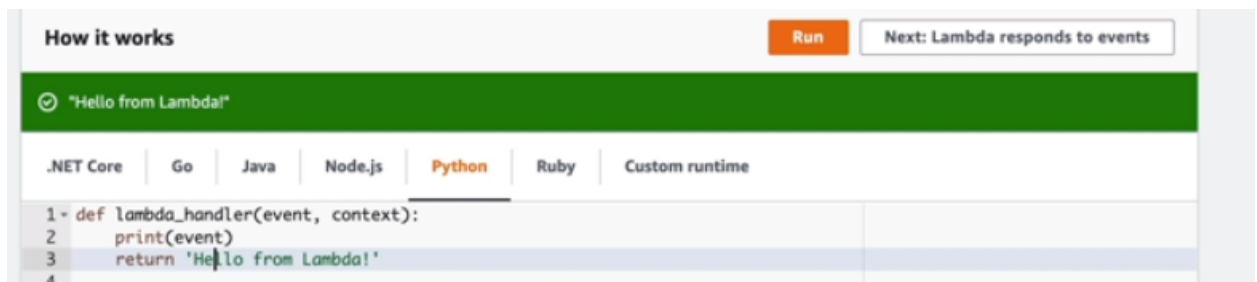 How it works Run Next: Lambda responds to events
"Hello from Lambda!"
.NET Core Go Java Node.js Python Ruby Custom runtime
1 def lambda_handler(event, context):
2 print(event)
3 return 'Hello from Lambda!'
4